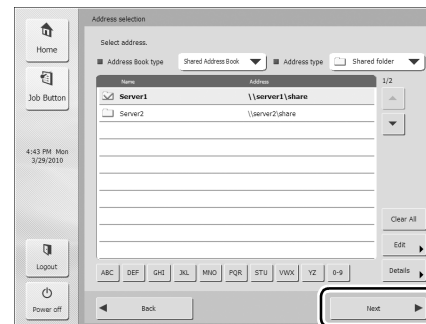 Address selection
Home
Select address.
Address Book type Shared Address Book Address type Shared folder
Name Address 1/2
Server1 \\server1\share
Job Button
Server2 \\server2\share
4:43 PM Mon
3/29/2010
Clear All
Edit
Logout
ABC DEF GHI JKL MNO PQR STU VWX YZ 0-9 Details
Power off
Back Next